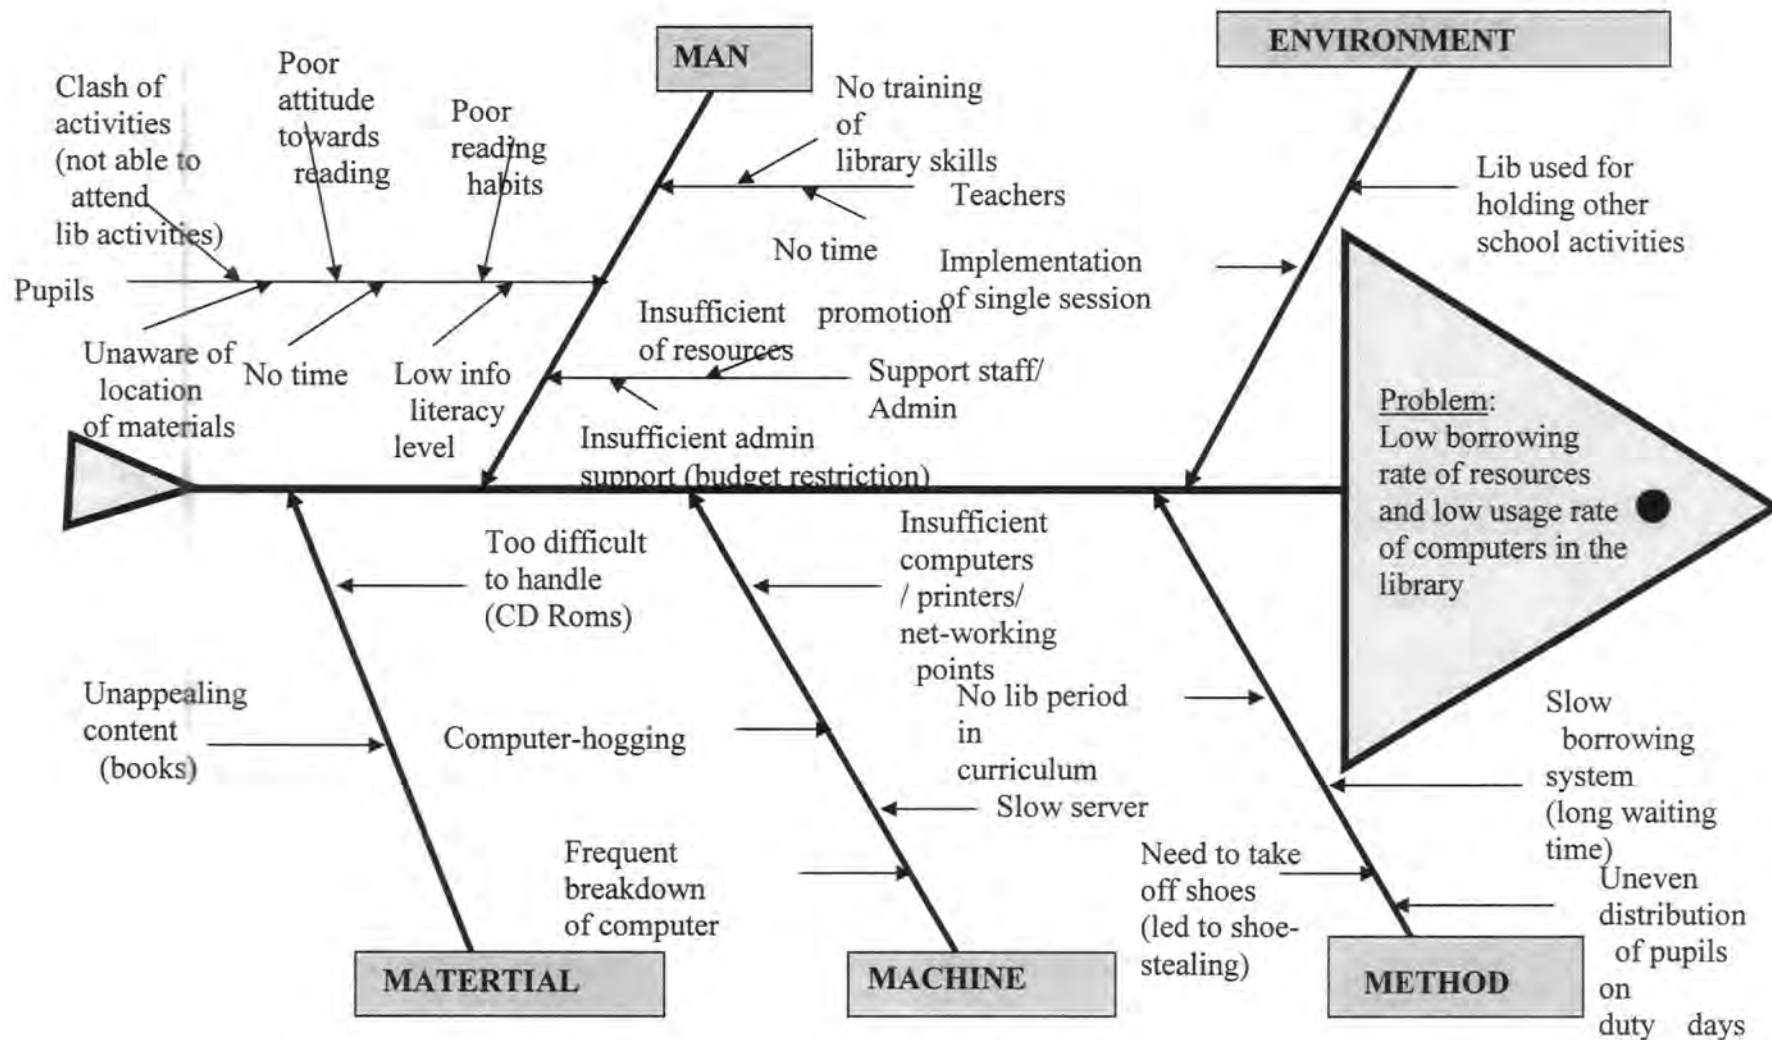 MAN
ENVIRONMENT
Clash of
activities
(not able to
attend
lib activities)
Poor
attitude
towards
reading
Poor
reading
habits
No training
of
library skills
Teachers
No time
Lib used for
holding other
school activities
Implementation
of single session
Pupils
Unaware of
location
of materials
No time
Low info
literacy
level
Insufficient promotion
of resources
Support staff/
Admin
Insufficient admin
support (budget restriction)
Problem:
Low borrowing
rate of resources
and low usage rate
of computers in the
library
Too difficult
to handle
(CD Roms)
Unappealing
content
(books)
Insufficient
computers
/ printers/
net-working
points
Computer-hogging
Slow server
Frequent
breakdown
of computer
No lib period
in
curriculum
Slow
borrowing
system
(long waiting
time)
Need to take
off shoes
(led to shoe-
stealing)
Uneven
distribution
of pupils
on
duty days
MATERTIAL
MACHINE
METHOD